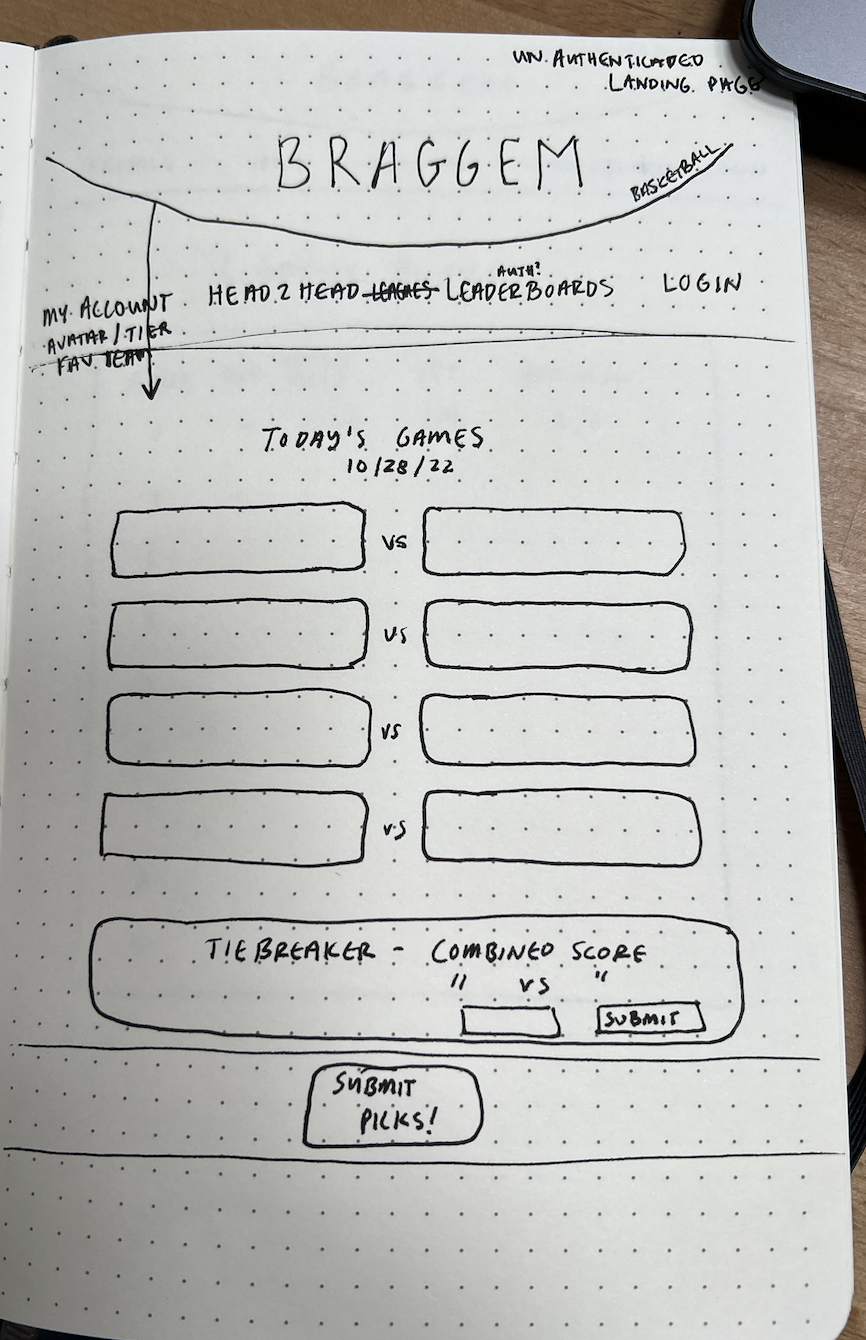 UN. AUTHENTICATED
LANDING PAGE
BRAGGEM
BASKETBALL
MY ACCOUNT
AVATAR/TIER
FAV. TEAM
HEAD 2 HEAD LEAGUES LEADERBOARDS LOGIN
AUTH?
TODAY'S GAMES
10/28/22
VS
VS
VS
VS
TIEBREAKER - COMBINED SCORE
" VS "
SUBMIT
SUBMIT
PICKS!